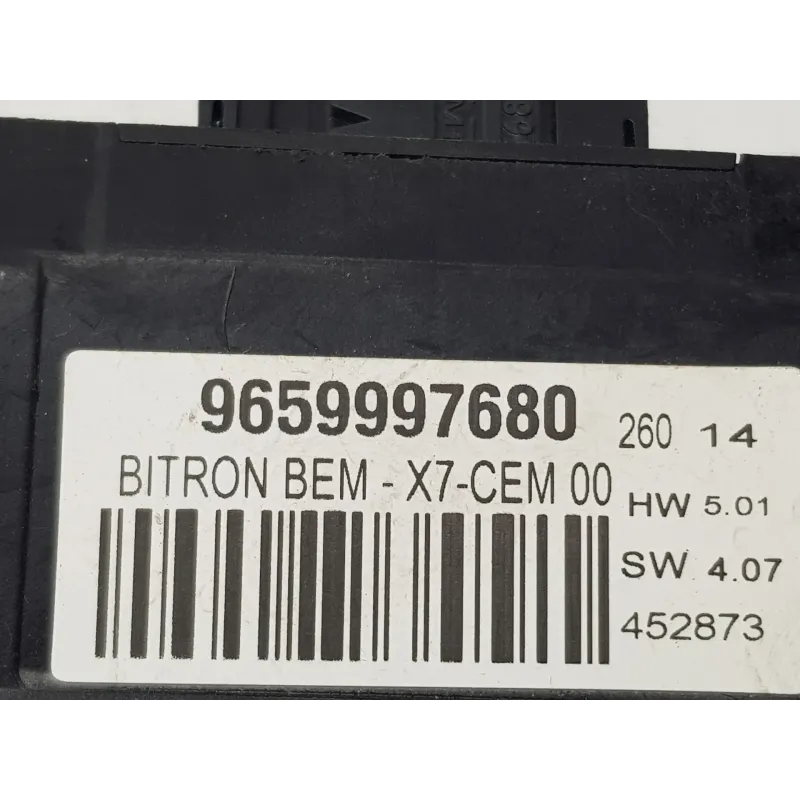 9659997680 260 14
BITRON BEM - X7-CEM 00
HW 5.01
SW 4.07
452873